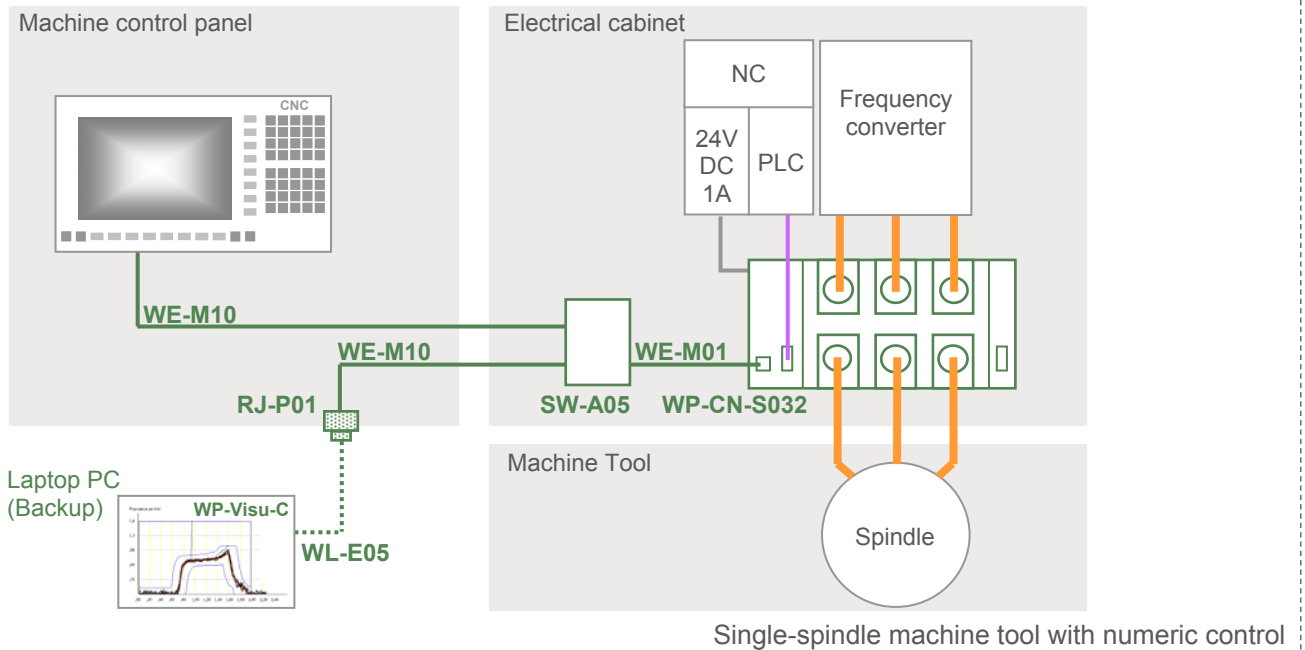 Machine control panel
CNC
Electrical cabinet
NC
24V
DC
1A
PLC
Frequency
converter
WE-M10
WE-M10
WE-M01
RJ-P01
SW-A05
WP-CN-S032
Machine Tool
Spindle
Laptop PC
(Backup)
WP-Visu-C
WL-E05
Single-spindle machine tool with numeric control